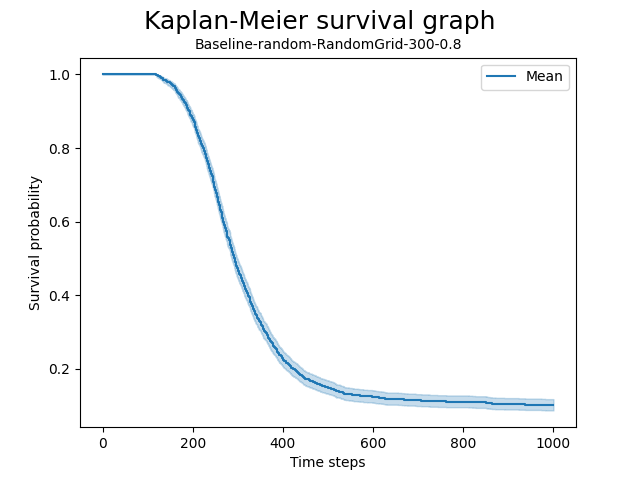 Kaplan-Meier survival graph
Baseline-random-RandomGrid-300-0.8
Mean
Survival probability
1.0
0.8
0.6
0.4
0.2
0 200 400 600 800 1000
Time steps